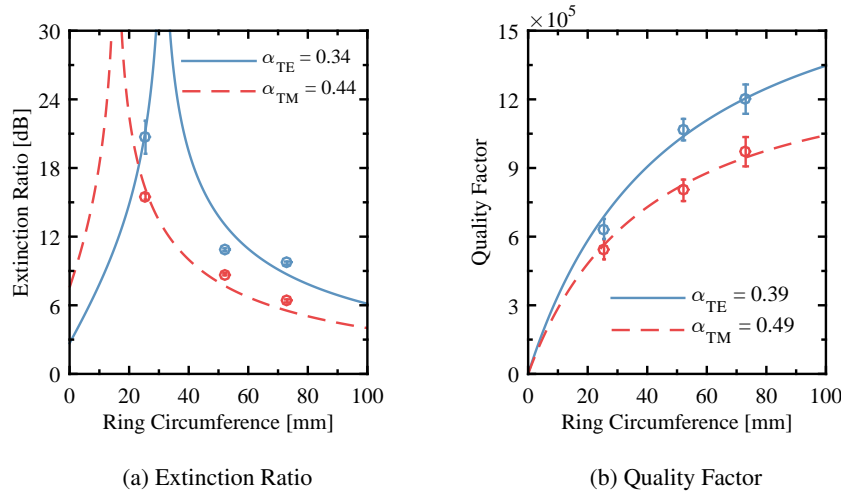 30
24
18
12
6
0
Extinction Ratio [dB]
α_TE = 0.34
α_TM = 0.44
0 20 40 60 80 100
Ring Circumference [mm]
(a) Extinction Ratio
×10^5
15
12
9
6
3
0
Quality Factor
α_TE = 0.39
α_TM = 0.49
0 20 40 60 80 100
Ring Circumference [mm]
(b) Quality Factor